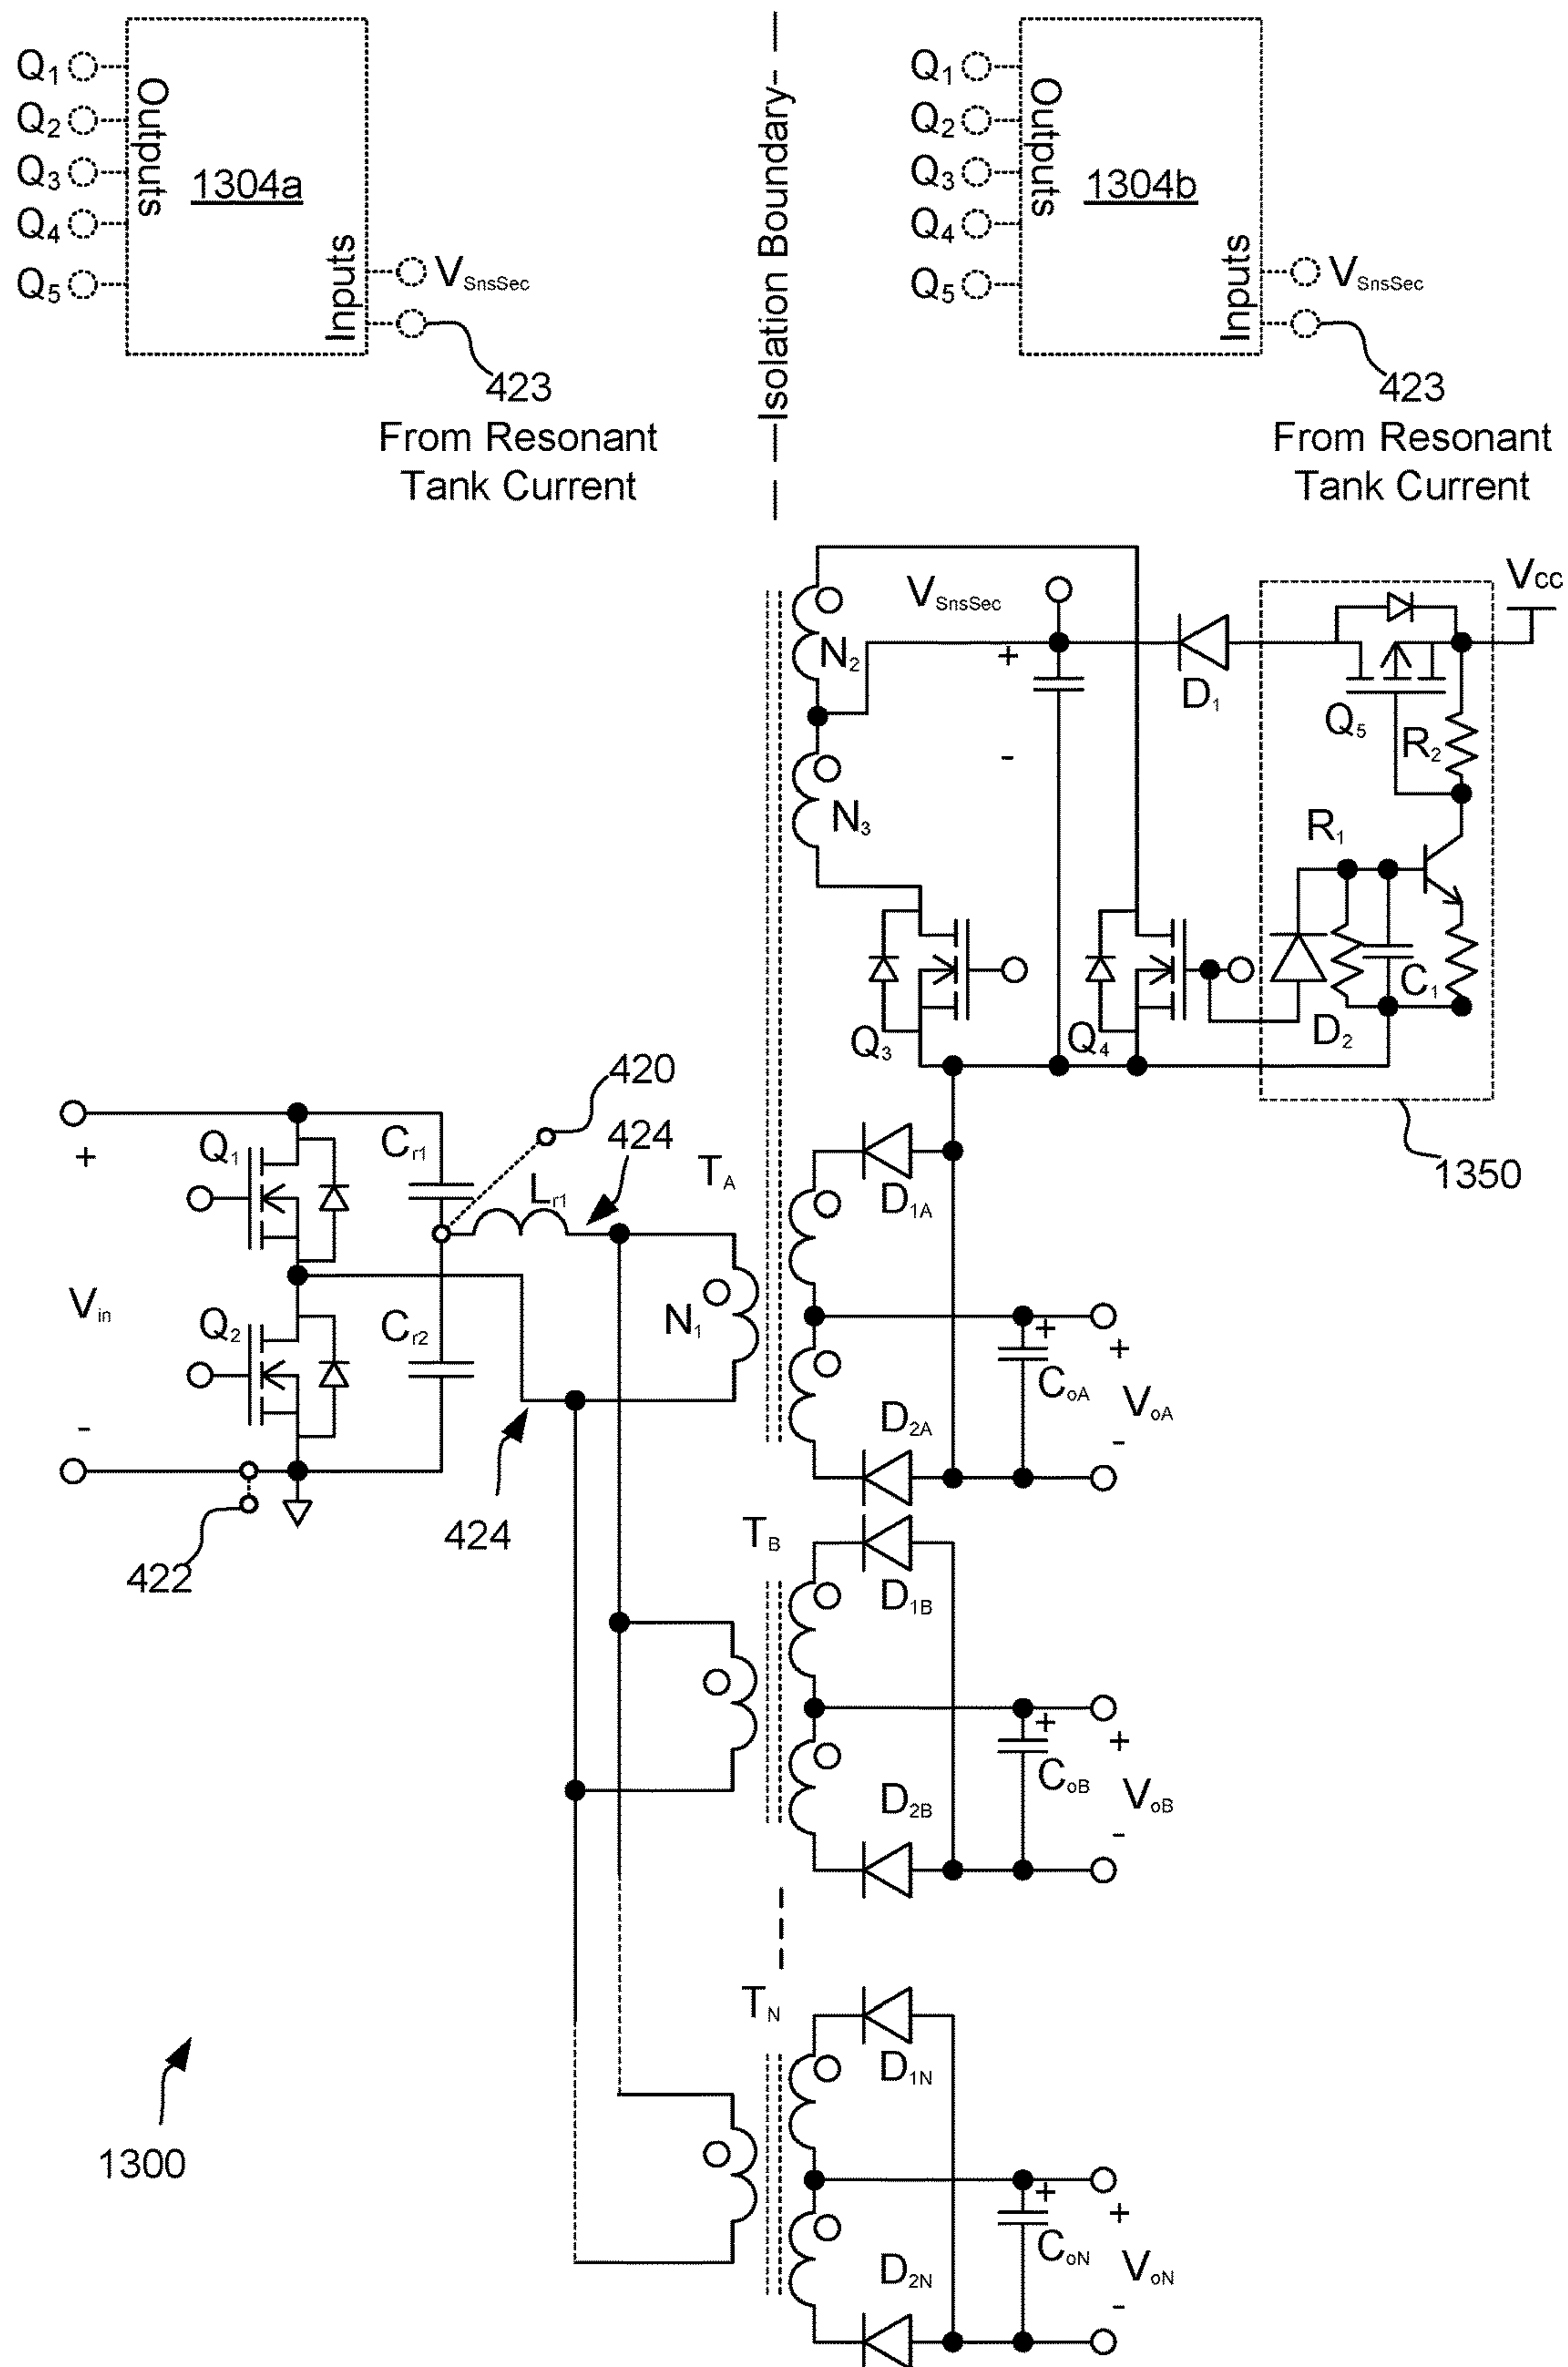 Q1
Q2
Q3
Q4
Q5
Outputs
1304a
Inputs
VSnsSec
423
From Resonant
Tank Current
Isolation Boundary
Q1
Q2
Q3
Q4
Q5
Outputs
1304b
Inputs
VSnsSec
423
From Resonant
Tank Current
VSnsSec
+
-
N2
N3
D1
VCC
Q5
R2
R1
C1
D2
Q3
Q4
1350
420
424
+
Q1
Cr1
Lr1
TA
D1A
Vin
Q2
Cr2
N1
+
CoA
+
VoA
-
D2A
-
424
422
TB
D1B
+
CoB
+
VoB
-
D2B
TN
D1N
1300
+
CoN
+
VoN
-
D2N